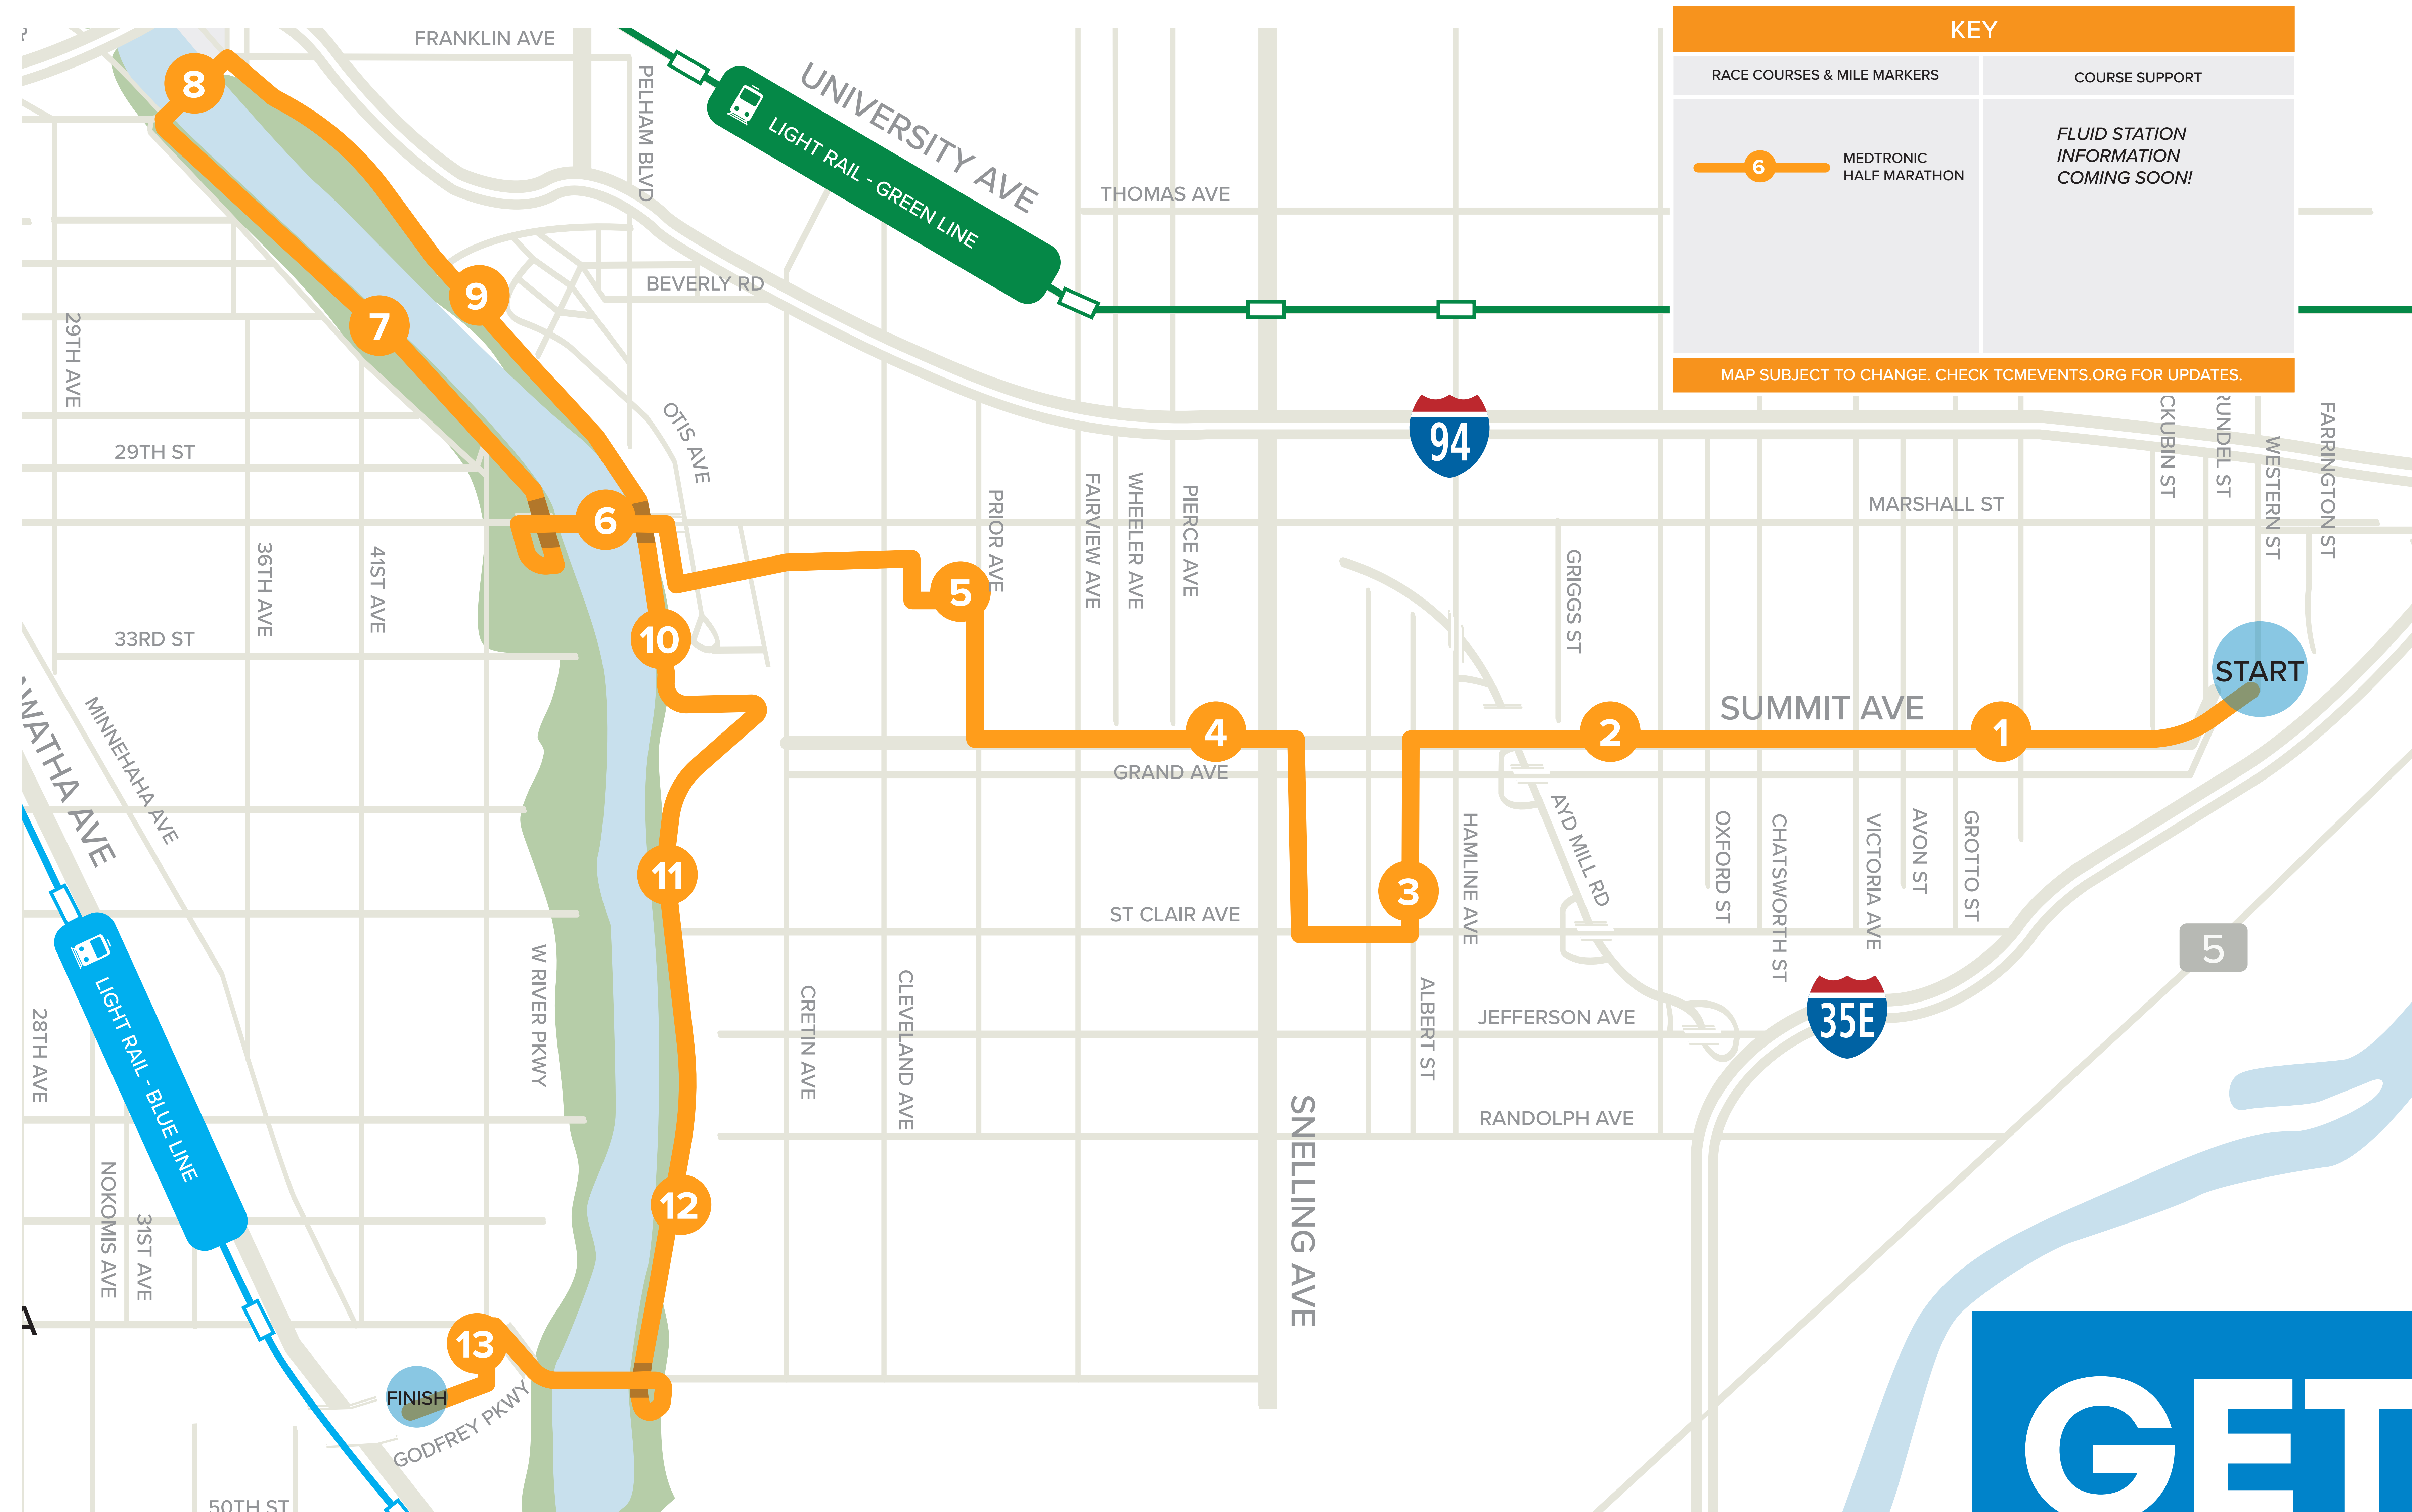 KEY
RACE COURSES & MILE MARKERS
COURSE SUPPORT
6
MEDTRONIC
HALF MARATHON
FLUID STATION
INFORMATION
COMING SOON!
MAP SUBJECT TO CHANGE. CHECK TCMEVENTS.ORG FOR UPDATES.
FRANKLIN AVE
PELHAM BLVD
UNIVERSITY AVE
LIGHT RAIL - GREEN LINE
THOMAS AVE
BEVERLY RD
8
9
7
29TH AVE
OTIS AVE
29TH ST
94
MARSHALL ST
WESTERN ST
FARRINGTON ST
PRIOR AVE
FAIRVIEW AVE
WHEELER AVE
PIERCE AVE
GRIGGS ST
6
5
36TH AVE
41ST AVE
33RD ST
10
START
SUMMIT AVE
4
2
1
GRAND AVE
MINNEHAHA AVE
AYD MILL RD
11
3
HAMLINE AVE
OXFORD ST
CHATSWORTH ST
VICTORIA AVE
AVON ST
GROTTO ST
ST CLAIR AVE
5
W RIVER PKWY
CRETIN AVE
CLEVELAND AVE
ALBERT ST
JEFFERSON AVE
35E
28TH AVE
LIGHT RAIL - BLUE LINE
RANDOLPH AVE
SNELLING AVE
NOKOMIS AVE
31ST AVE
12
13
FINISH
GODFREY PKWY
50TH ST
GET